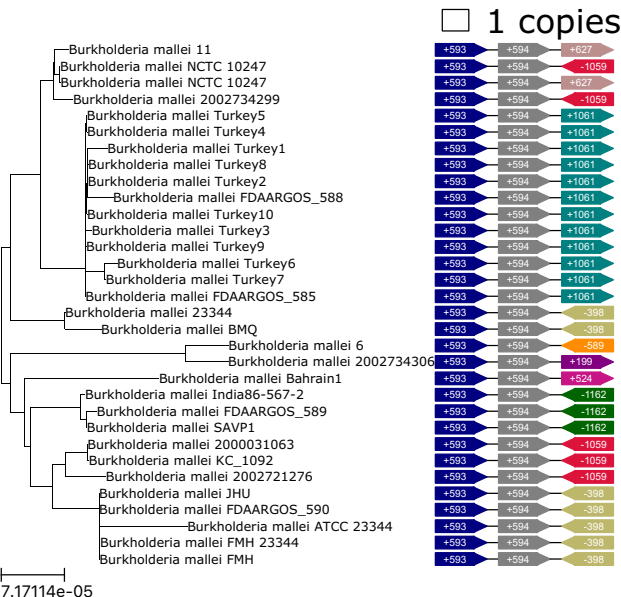 1 copies
Burkholderia mallei 11 +593 +594 +627
Burkholderia mallei NCTC 10247 +593 +594 -1059
Burkholderia mallei NCTC 10247 +593 +594 +627
Burkholderia mallei 2002734299 +593 +594 -1059
Burkholderia mallei Turkey5 +593 +594 +1061
Burkholderia mallei Turkey4 +593 +594 +1061
Burkholderia mallei Turkey1 +593 +594 +1061
Burkholderia mallei Turkey8 +593 +594 +1061
Burkholderia mallei Turkey2 +593 +594 +1061
Burkholderia mallei FDAARGOS_588 +593 +594 +1061
Burkholderia mallei Turkey10 +593 +594 +1061
Burkholderia mallei Turkey3 +593 +594 +1061
Burkholderia mallei Turkey9 +593 +594 +1061
Burkholderia mallei Turkey6 +593 +594 +1061
Burkholderia mallei Turkey7 +593 +594 +1061
Burkholderia mallei FDAARGOS_585 +593 +594 +1061
Burkholderia mallei 23344 +593 +594 -398
Burkholderia mallei BMQ +593 +594 -398
Burkholderia mallei 6 +593 +594 -589
Burkholderia mallei 2002734306 +593 +594 +199
Burkholderia mallei Bahrain1 +593 +594 +524
Burkholderia mallei India86-567-2 +593 +594 -1162
Burkholderia mallei FDAARGOS_589 +593 +594 -1162
Burkholderia mallei SAVP1 +593 +594 -1162
Burkholderia mallei 2000031063 +593 +594 -1059
Burkholderia mallei KC_1092 +593 +594 -1059
Burkholderia mallei 2002721276 +593 +594 -1059
Burkholderia mallei JHU +593 +594 -398
Burkholderia mallei FDAARGOS_590 +593 +594 -398
Burkholderia mallei ATCC 23344 +593 +594 -398
Burkholderia mallei FMH 23344 +593 +594 -398
Burkholderia mallei FMH +593 +594 -398
7.17114e-05